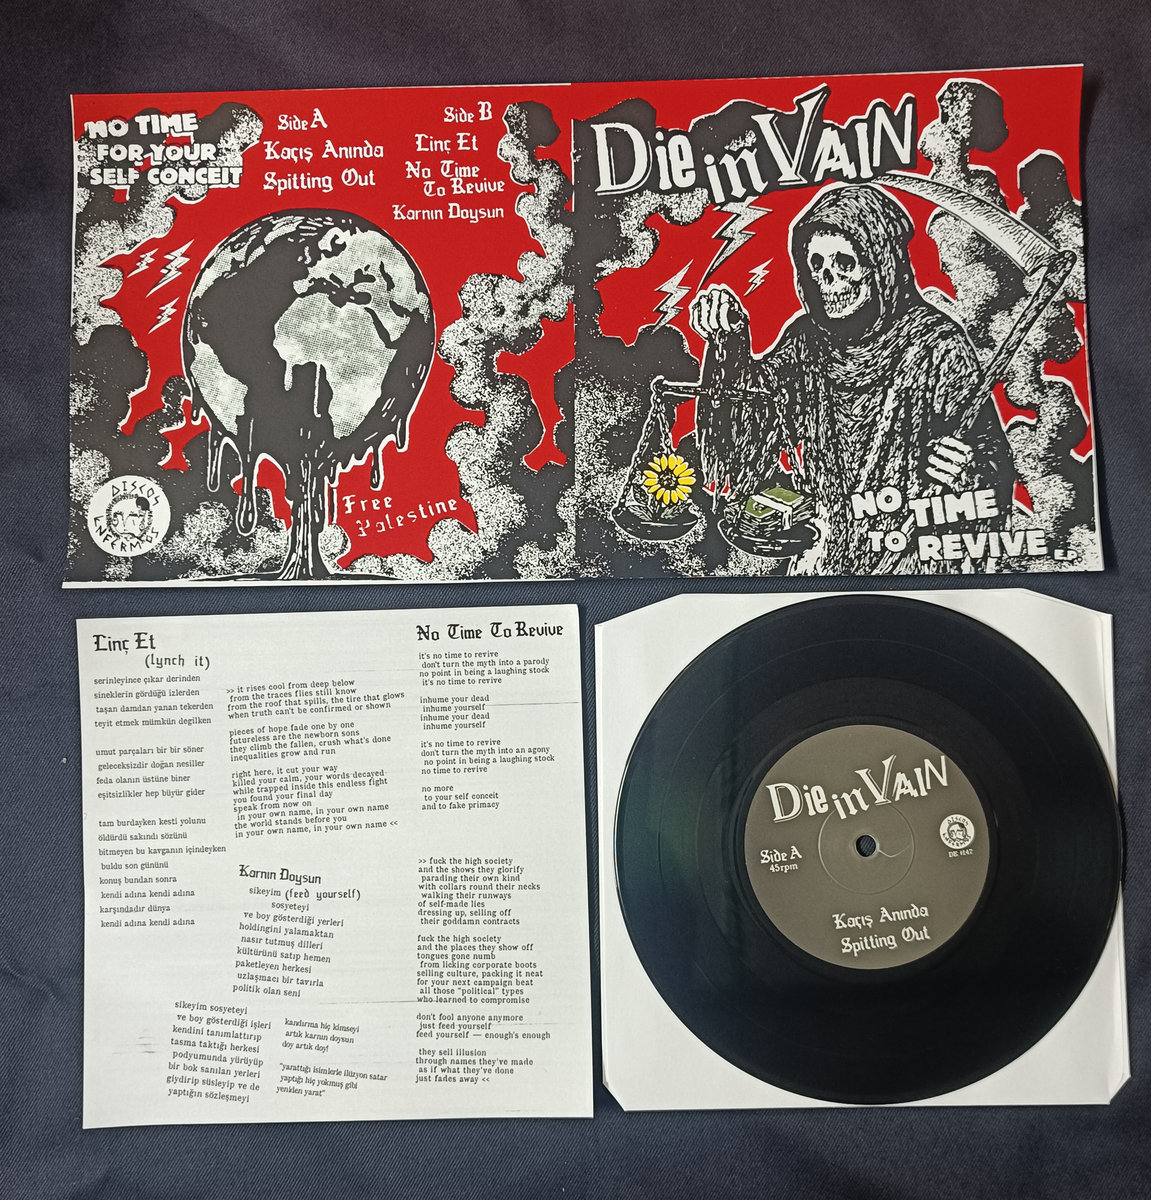 NO TIME
FOR YOUR
SELF CONCEIT
Side A
Kaçış Anında
Spitting Out
Side B
Linç Et
No Time
To Revive
Karnın Doysun
Free
Palestine
DISCOS
ENFERMOS
Die in VAIN
NO TIME
TO REVIVE E.P.
Linç Et
(lynch it)
serinleyince çıkar derinden
sineklerin gördüğü izlerden
taşan damdan yanan tekerden
teyit etmek mümkün değilken
umut parçaları bir bir söner
geleceksizdir doğan nesiller
feda olanın üstüne biner
eşitsizlikler hep büyür gider
tam burdayken kesti yolunu
öldürdü sakındı sözünü
bitmeyen bu kavganın içindeyken
buldu son gününü
konuş bundan sonra
kendi adına kendi adına
karşındadır dünya
kendi adına kendi adına
>> it rises cool from deep below
from the traces flies still know
from the roof that spills, the tire that glows
when truth can't be confirmed or shown
pieces of hope fade one by one
futureless are the newborn sons
they climb the fallen, crush what's done
inequalities grow and run
right here, it cut your way
killed your calm, your words decayed
while trapped inside this endless fight
you found your final day
speak from now on
in your own name, in your own name
the world stands before you
in your own name, in your own name <<
Karnın Doysun
(feed yourself)
sikeyim
sosyeteyi
ve boy gösterdiği yerleri
holdingini yalamaktan
nasır tutmuş dilleri
kültürünü satıp hemen
paketleyen herkesi
uzlaşmacı bir tavırla
politik olan seni
sikeyim sosyeteyi
ve boy gösterdiği işleri
kendini tanımlattırıp
tasma taktığı herkesi
podyumunda yürüyüp
bir bok sanılan yerleri
giydirip süsleyip ve de
yaptığın sözleşmeyi
kandırma hiç kimseyi
artık karnın doysun
doy artık doy!
"yarattığı isimlerle ilüzyon satar
yaptığı hiç yokmuş gibi
yeniden yarat"
No Time To Revive
it's no time to revive
don't turn the myth into a parody
no point in being a laughing stock
it's no time to revive
inhume your dead
inhume yourself
inhume your dead
inhume yourself
it's no time to revive
don't turn the myth into an agony
no point in being a laughing stock
no time to revive
no more
to your self conceit
and to fake primacy
>> fuck the high society
and the shows they glorify
parading their own kind
with collars round their necks
walking their runways
of self-made lies
dressing up, selling off
their goddamn contracts
fuck the high society
and the places they show off
tongues gone numb
from licking corporate boots
selling culture, packing it neat
for your next campaign beat
all those "political" types
who learned to compromise
don't fool anyone anymore
just feed yourself
feed yourself — enough's enough
they sell illusion
through names they've made
as if what they've done
just fades away <<
Die in VAIN
Side A
45rpm
DISCOS
ENFERMOS
DE #147
Kaçış Anında
Spitting Out